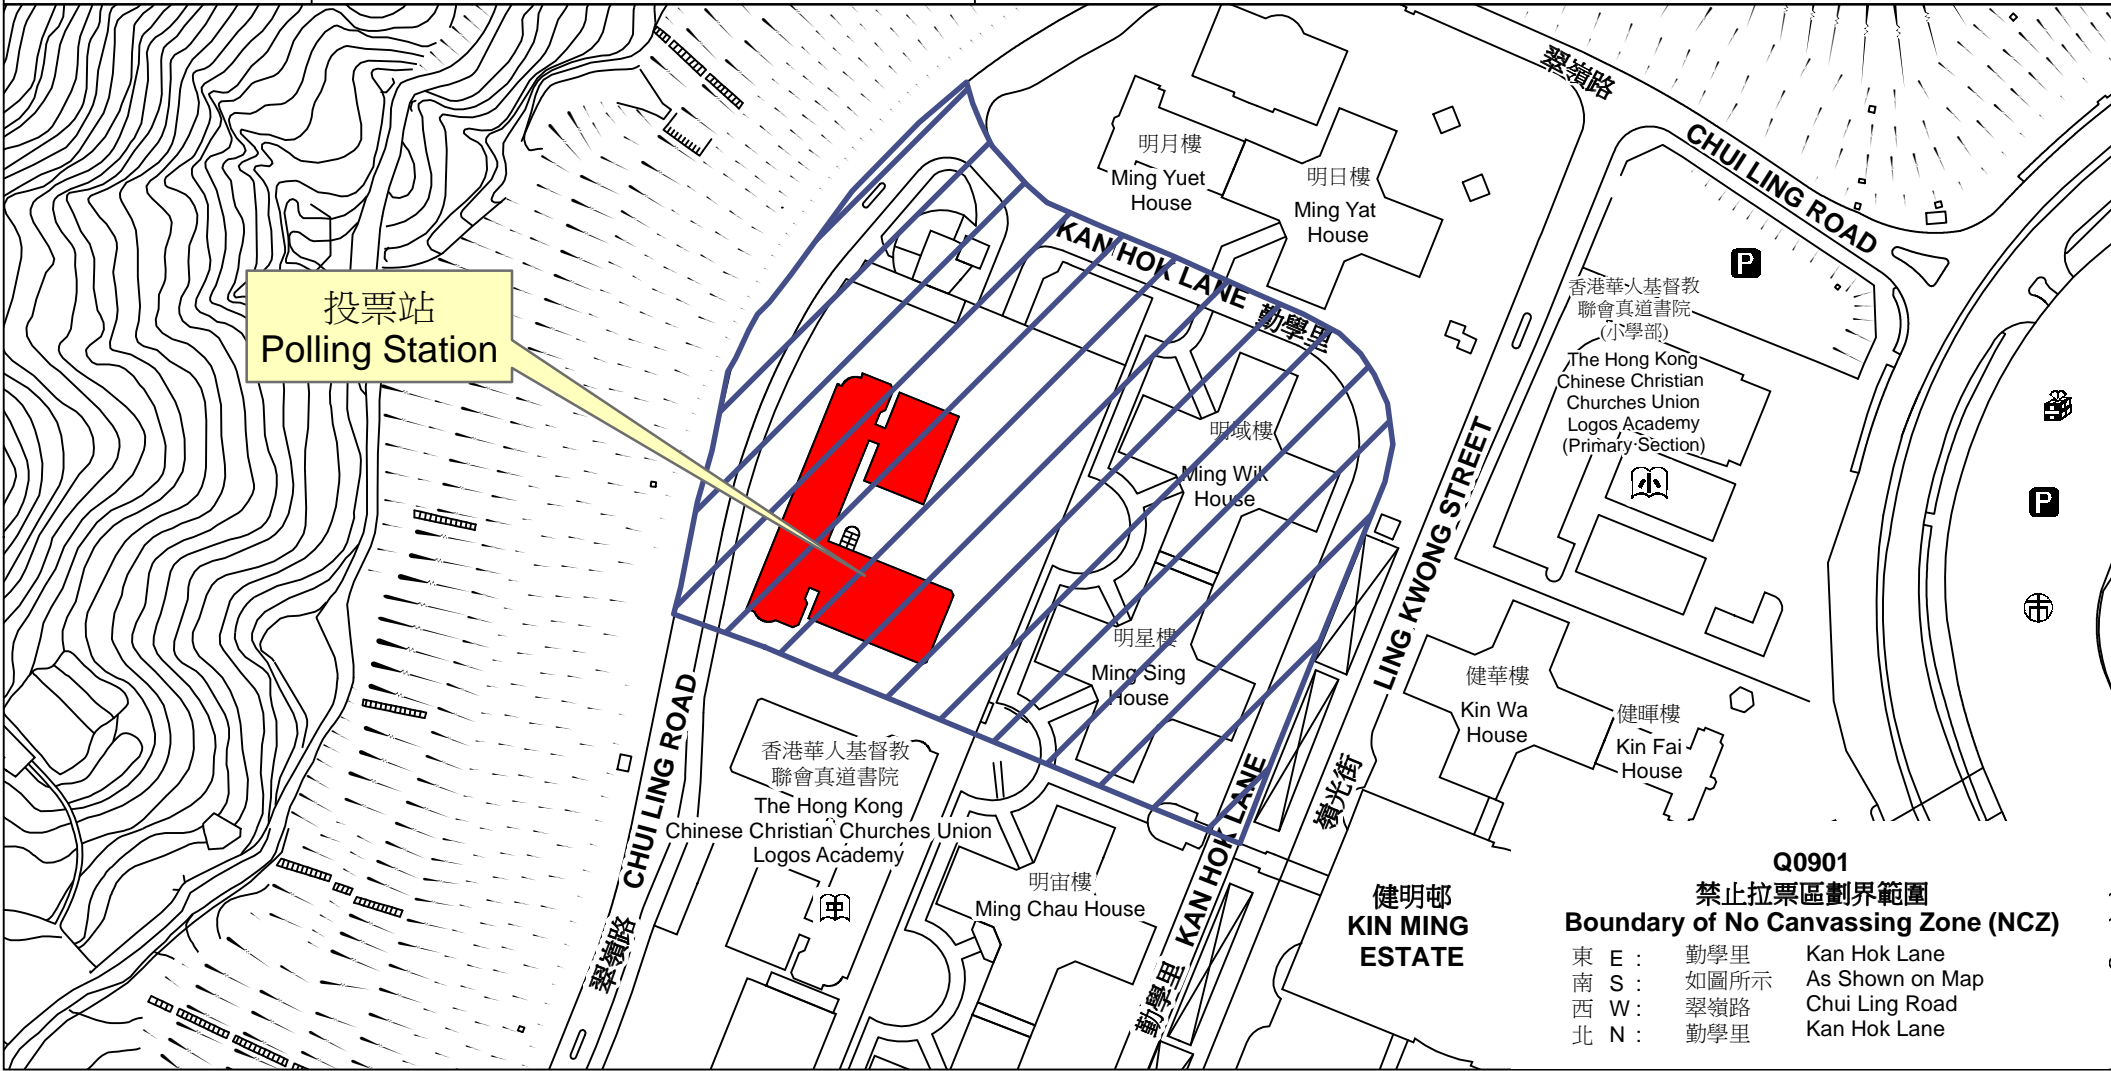 翠嶺路
CHUI LING ROAD
明月樓
Ming Yuet
House
明日樓
Ming Yat
House
KAN HOK LANE 勤學里
P
投票站
Polling Station
香港華人基督教
聯會真道書院
(小學部)
The Hong Kong
Chinese Christian
Churches Union
Logos Academy
(Primary Section)
小
明域樓
Ming Wik
House
P
市
LING KWONG STREET
嶺光街
明星樓
Ming Sing
House
健華樓
Kin Wa
House
健暉樓
Kin Fai
House
CHUI LING ROAD
翠嶺路
香港華人基督教
聯會真道書院
The Hong Kong
Chinese Christian Churches Union
Logos Academy
中
明宙樓
Ming Chau House
KAN HOK LANE
勤學里
健明邨
KIN MING
ESTATE
Q0901
禁止拉票區劃界範圍
Boundary of No Canvassing Zone (NCZ)
東 E : 勤學里 Kan Hok Lane
南 S : 如圖所示 As Shown on Map
西 W : 翠嶺路 Chui Ling Road
北 N : 勤學里 Kan Hok Lane